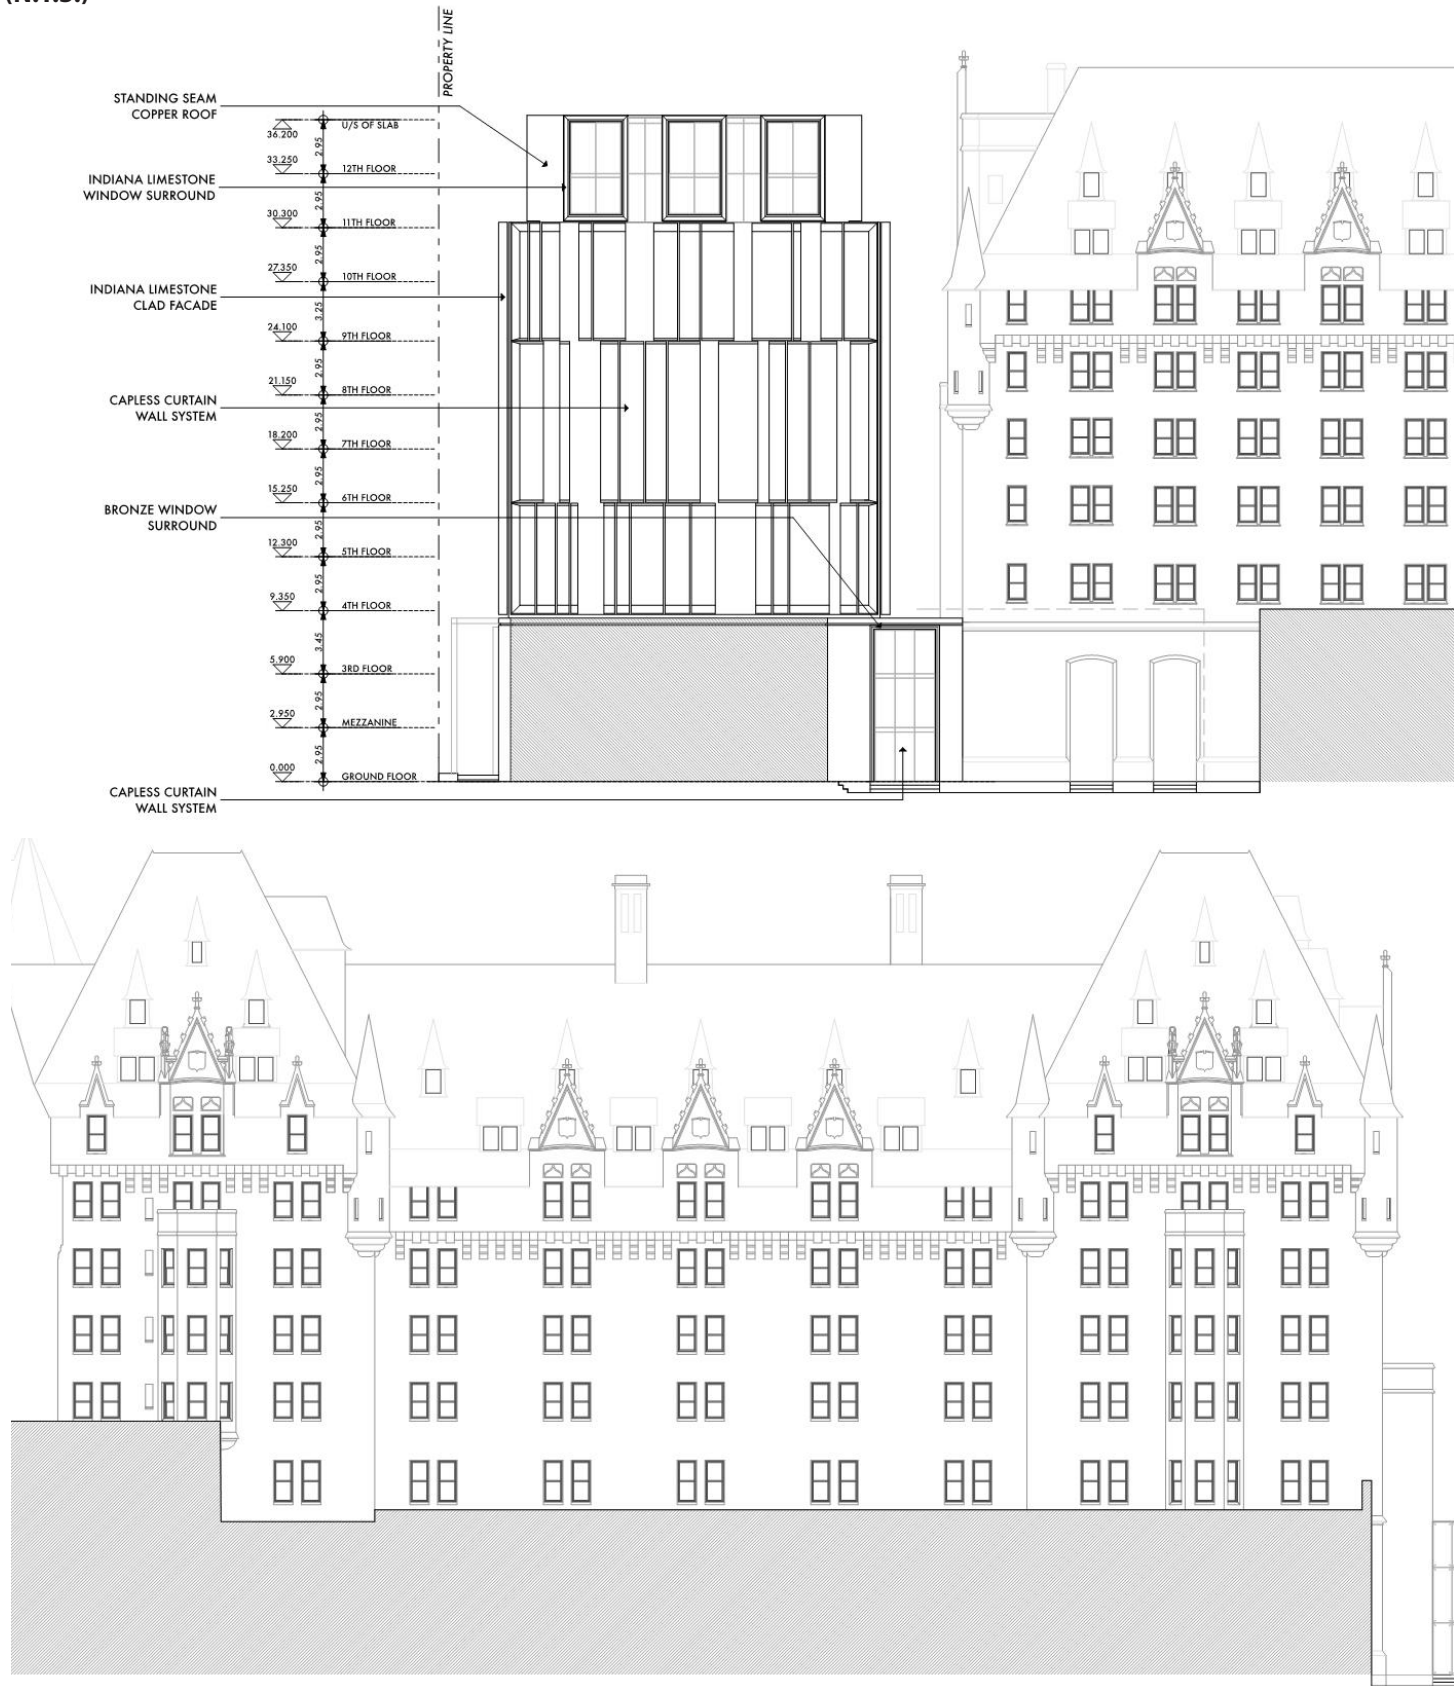 (N.T.S.)
PROPERTY LINE
STANDING SEAM
COPPER ROOF
INDIANA LIMESTONE
WINDOW SURROUND
INDIANA LIMESTONE
CLAD FACADE
CAPLESS CURTAIN
WALL SYSTEM
BRONZE WINDOW
SURROUND
CAPLESS CURTAIN
WALL SYSTEM
36.200
U/S OF SLAB
2.95
33.250
12TH FLOOR
2.95
30.300
11TH FLOOR
2.95
27.350
10TH FLOOR
3.25
24.100
9TH FLOOR
2.95
21.150
8TH FLOOR
2.95
18.200
7TH FLOOR
2.95
15.250
6TH FLOOR
2.95
12.300
5TH FLOOR
2.95
9.350
4TH FLOOR
3.45
5.900
3RD FLOOR
2.95
2.950
MEZZANINE
2.95
0.000
GROUND FLOOR